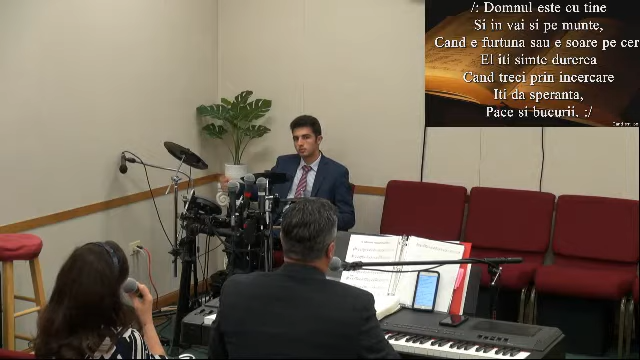 /: Domnul este cu tine
Si in vai si pe munte,
Cand e furtuna sau e soare pe cer
El iti simte durerea
Cand treci prin incercare
Iti da speranta,
Pace si bucurii. :/